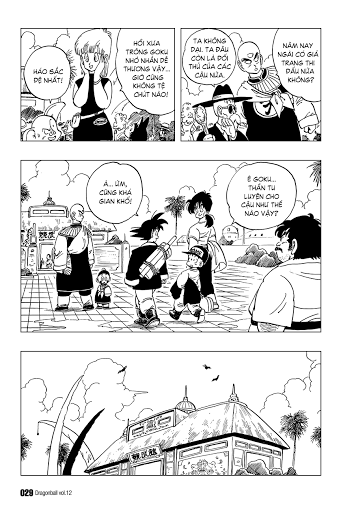 NĂM NAY
NGÀI CÓ GIÁ
TRANG THI
ĐẤU NỮA
KHÔNG?
TA KHÔNG
DẠI. TA ĐÂU
CÒN LÀ ĐỐI
THỦ CỦA CÁC
CẬU NỮA.
HỒI XƯA
TRÔNG GOKU
NHỎ NHẮN DỄ
THƯƠNG VẬY...
GIỜ CŨNG
KHÔNG TỆ
CHÚT NÀO!
HÁO SẮC
ĐỆ NHẤT!
Ê GOKU...
THẦN TU
LUYỆN CHO
CẬU NHƯ THẾ
NÀO VẬY?
Á... ỪM,
CŨNG KHÁ
GIAN KHỔ!
029 Dragonball vol.12